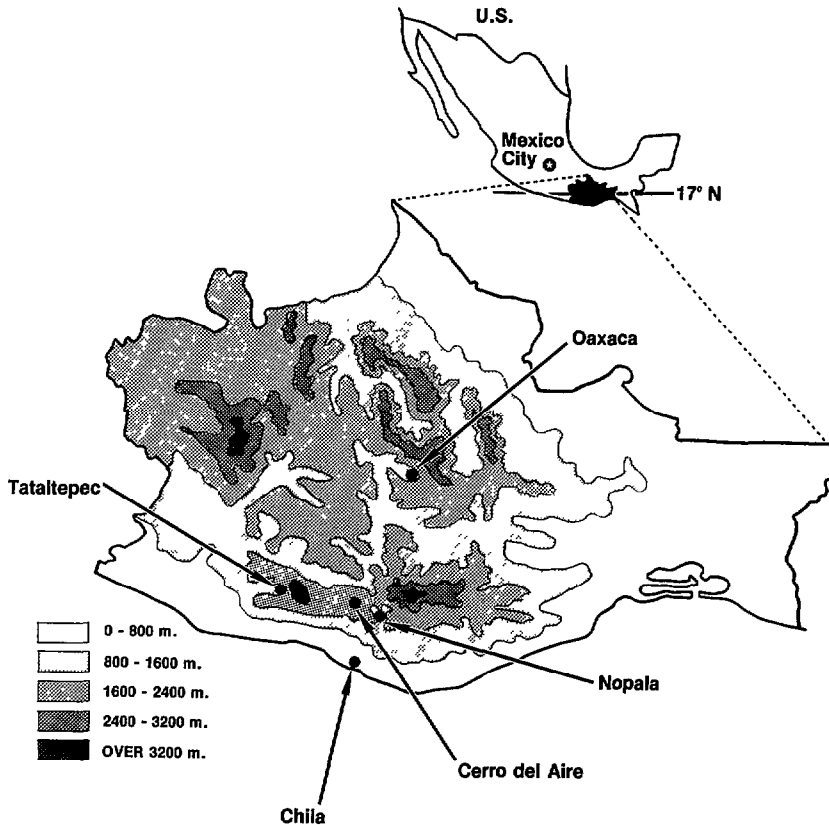 U.S.
Mexico
City
17° N
Oaxaca
Tataltepec
0 - 800 m.
800 - 1600 m.
1600 - 2400 m.
2400 - 3200 m.
OVER 3200 m.
Nopala
Cerro del Aire
Chila